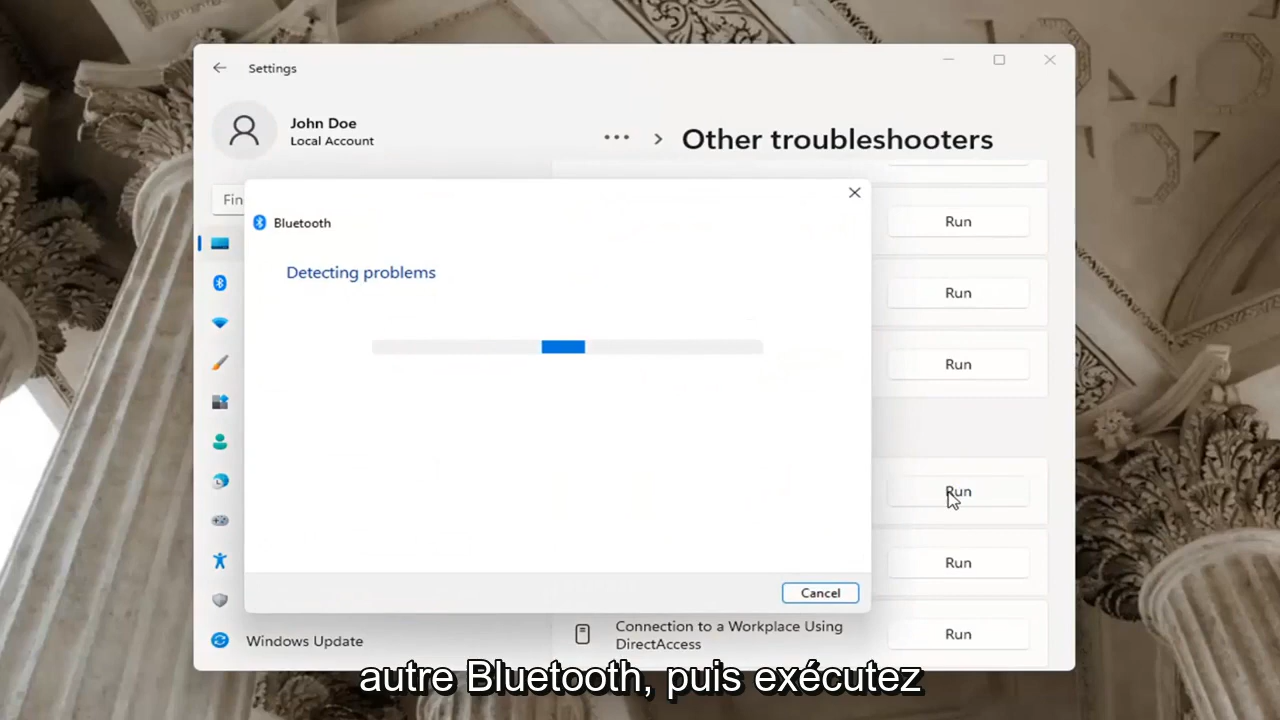 Settings
John Doe
Local Account
Other troubleshooters
Fin
Bluetooth
Detecting problems
Run
Run
Run
Run
Run
Cancel
Connection to a Workplace Using
DirectAccess
Run
Windows Update
autre Bluetooth, puis exécutez